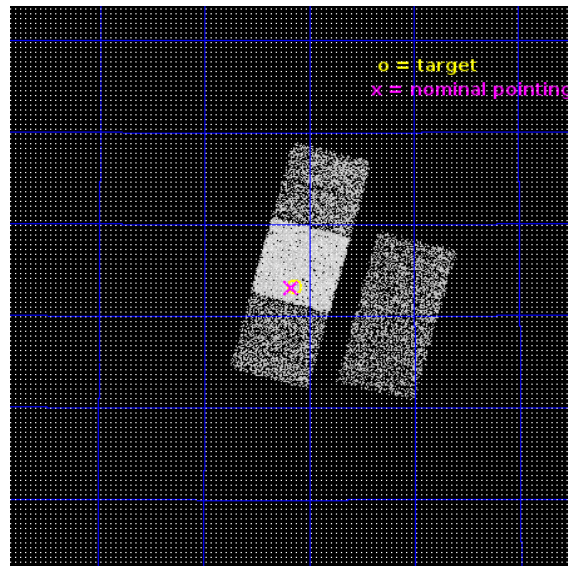 o = target
x = nominal pointing